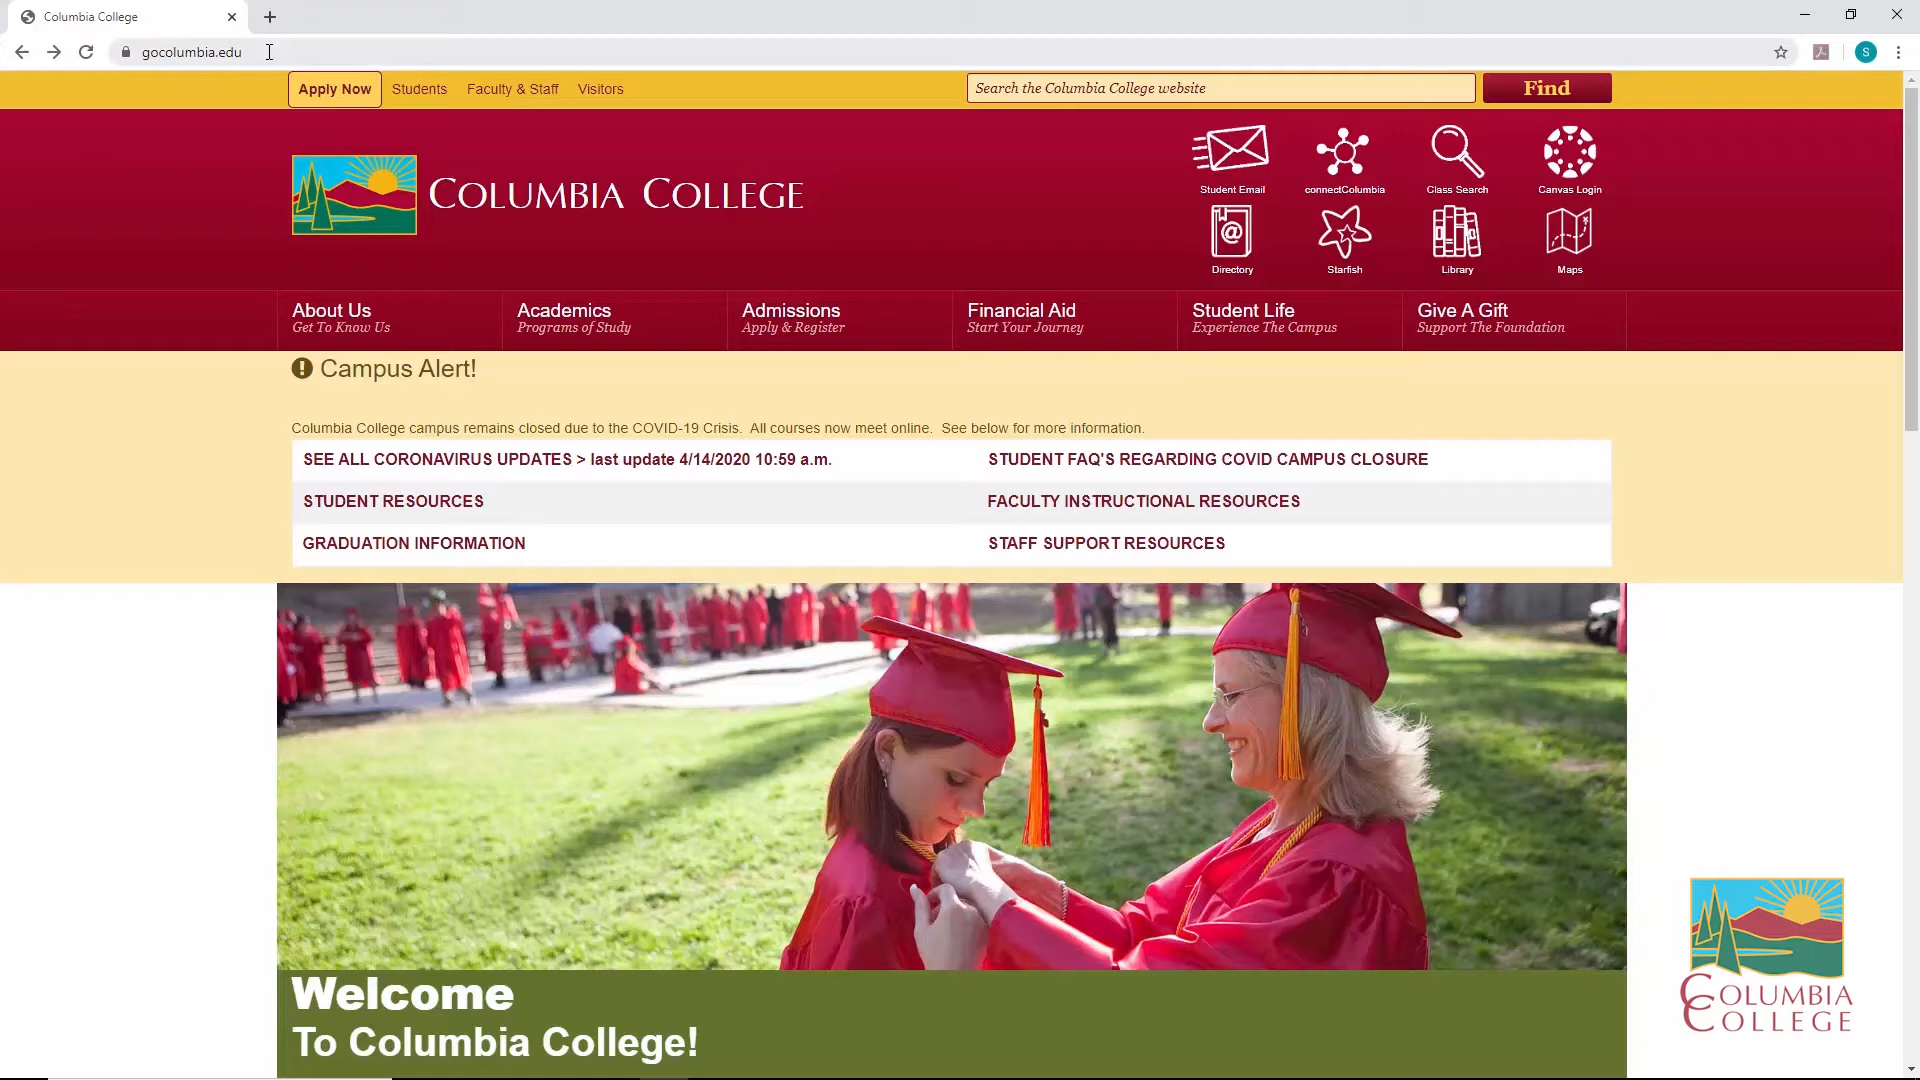 Columbia College
gocolumbia.edu
S
Apply Now Students Faculty & Staff Visitors
Search the Columbia College website
Find
COLUMBIA COLLEGE
Student Email connectColumbia Class Search Canvas Login
Directory Starfish Library Maps
About Us Academics Admissions Financial Aid Student Life Give A Gift
Get To Know Us Programs of Study Apply & Register Start Your Journey Experience The Campus Support The Foundation
Campus Alert!
Columbia College campus remains closed due to the COVID-19 Crisis. All courses now meet online. See below for more information.
SEE ALL CORONAVIRUS UPDATES > last update 4/14/2020 10:59 a.m. STUDENT FAQ'S REGARDING COVID CAMPUS CLOSURE
STUDENT RESOURCES FACULTY INSTRUCTIONAL RESOURCES
GRADUATION INFORMATION STAFF SUPPORT RESOURCES
Welcome
To Columbia College!
COLUMBIA
COLLEGE